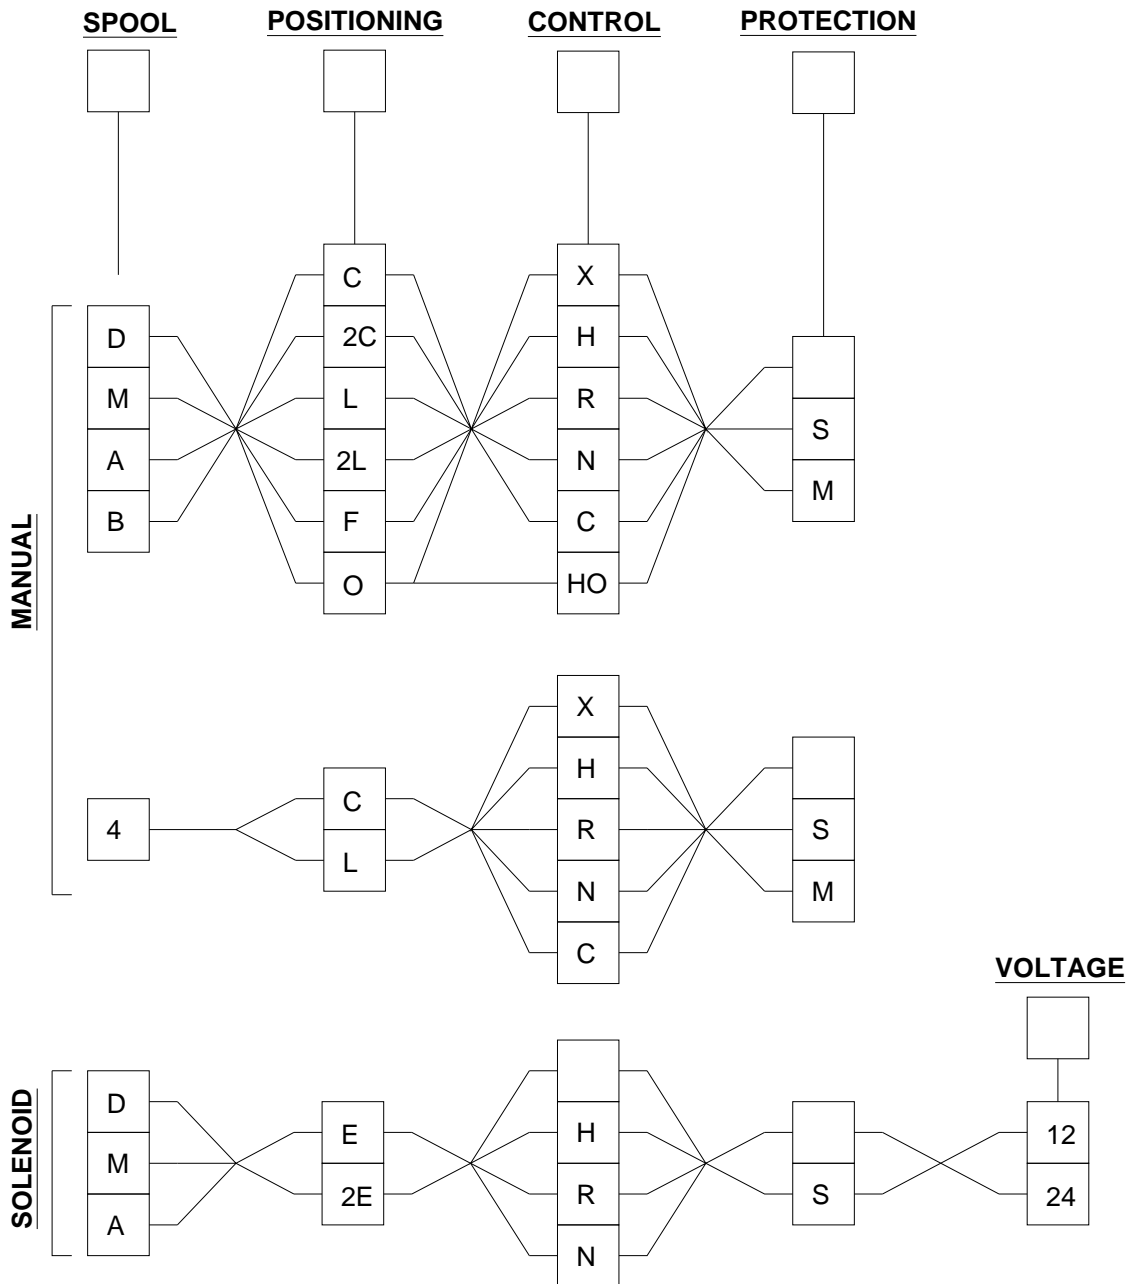 SPOOL POSITIONING CONTROL PROTECTION
C X
D 2C H
M L R S
A 2L N M
B F C
O HO
MANUAL
X
C H
4 R S
L N M
C
VOLTAGE
SOLENOID
D E H 12
M 2E R S 24
A N